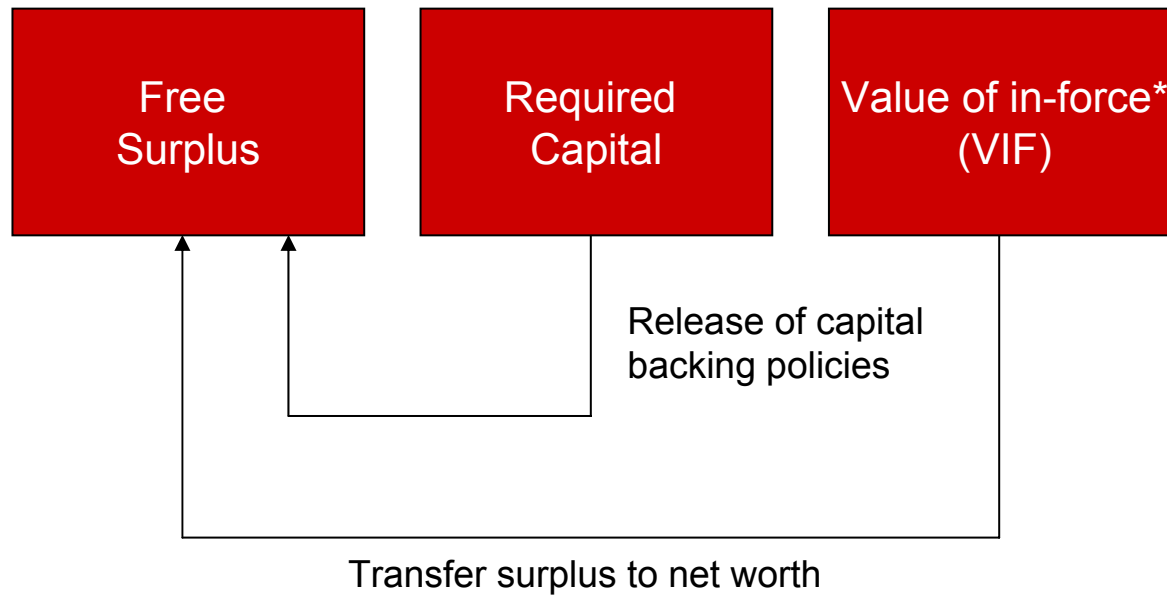 Free
Surplus
Required
Capital
Value of in-force*
(VIF)
Release of capital
backing policies
Transfer surplus to net worth